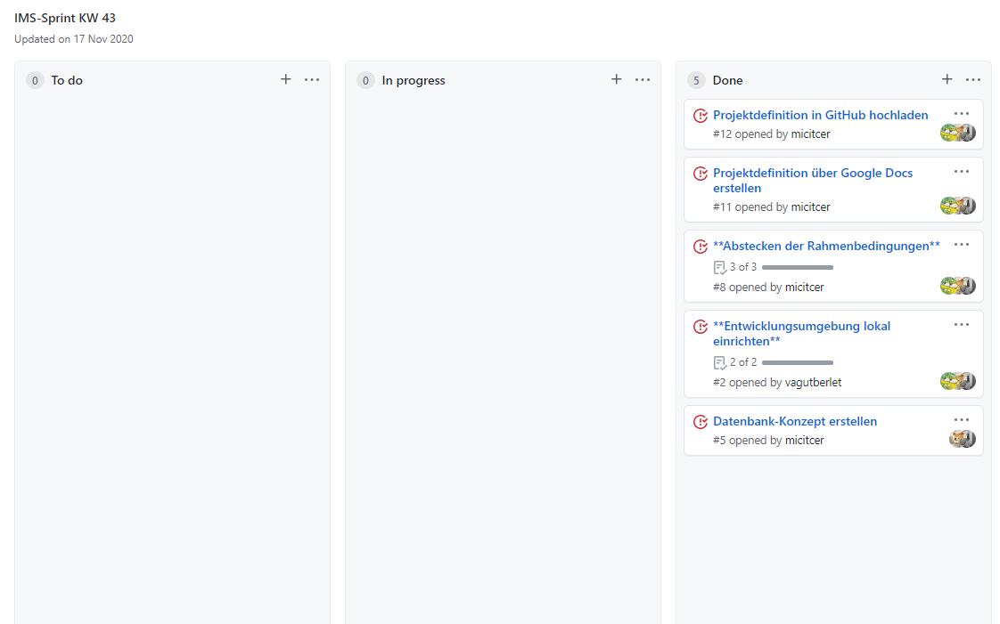 IMS-Sprint KW 43
Updated on 17 Nov 2020
0 To do
0 In progress
5 Done
Projektdefinition in GitHub hochladen
#12 opened by micitcer
Projektdefinition über Google Docs
erstellen
#11 opened by micitcer
**Abstecken der Rahmenbedingungen**
3 of 3
#8 opened by micitcer
**Entwicklungsumgebung lokal
einrichten**
2 of 2
#2 opened by vagutberlet
Datenbank-Konzept erstellen
#5 opened by micitcer